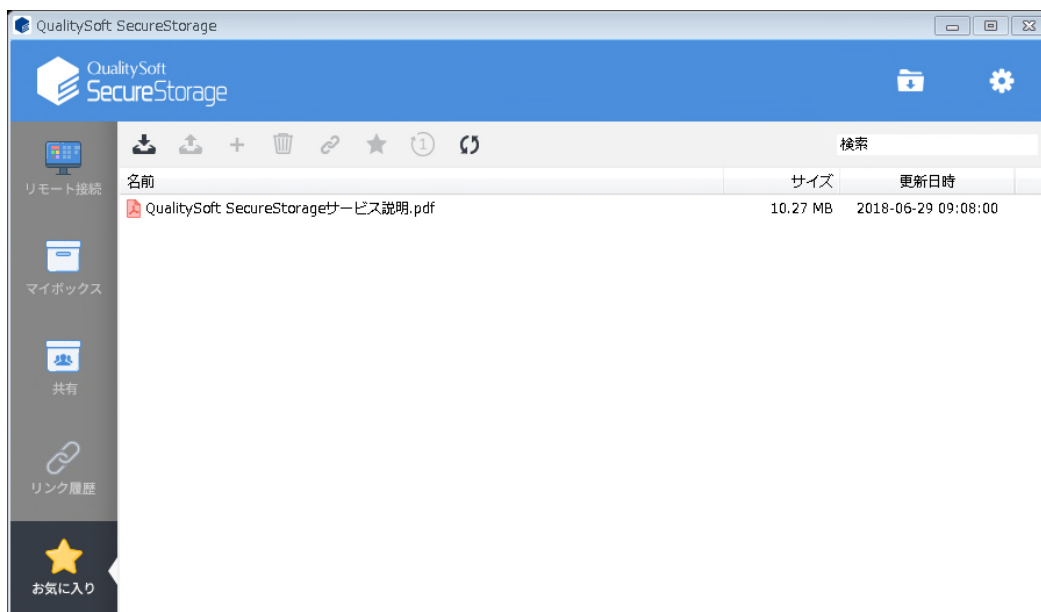 QualitySoft SecureStorage
QualitySoft
SecureStorage
検索
リモート接続
マイボックス
共有
リンク履歴
お気に入り
名前 サイズ 更新日時
QualitySoft SecureStorageサービス説明.pdf 10.27 MB 2018-06-29 09:08:00
1